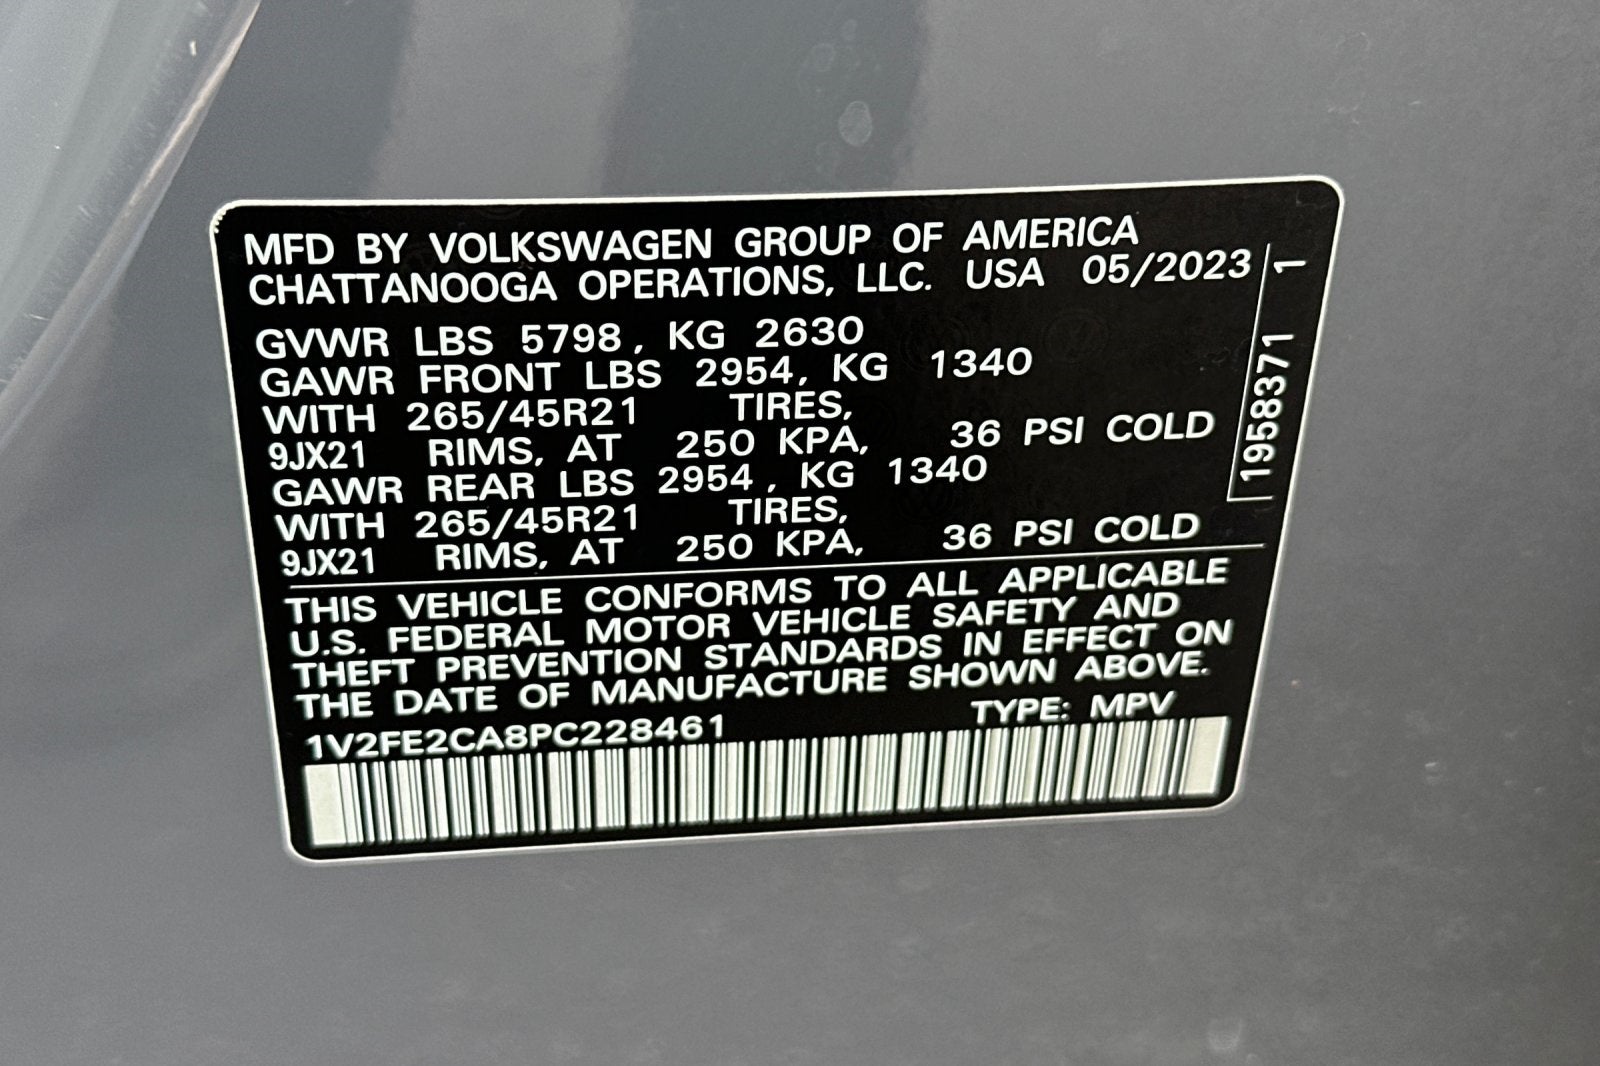 MFD BY VOLKSWAGEN GROUP OF AMERICA
CHATTANOOGA OPERATIONS, LLC. USA 05/2023
GVWR LBS 5798, KG 2630
GAWR FRONT LBS 2954, KG 1340
WITH 265/45R21 TIRES,
9JX21 RIMS, AT 250 KPA, 36 PSI COLD
GAWR REAR LBS 2954, KG 1340
WITH 265/45R21 TIRES,
9JX21 RIMS, AT 250 KPA, 36 PSI COLD
THIS VEHICLE CONFORMS TO ALL APPLICABLE
U.S. FEDERAL MOTOR VEHICLE SAFETY AND
THEFT PREVENTION STANDARDS IN EFFECT ON
THE DATE OF MANUFACTURE SHOWN ABOVE.
1V2FE2CA8PC228461 TYPE: MPV
1958371 1